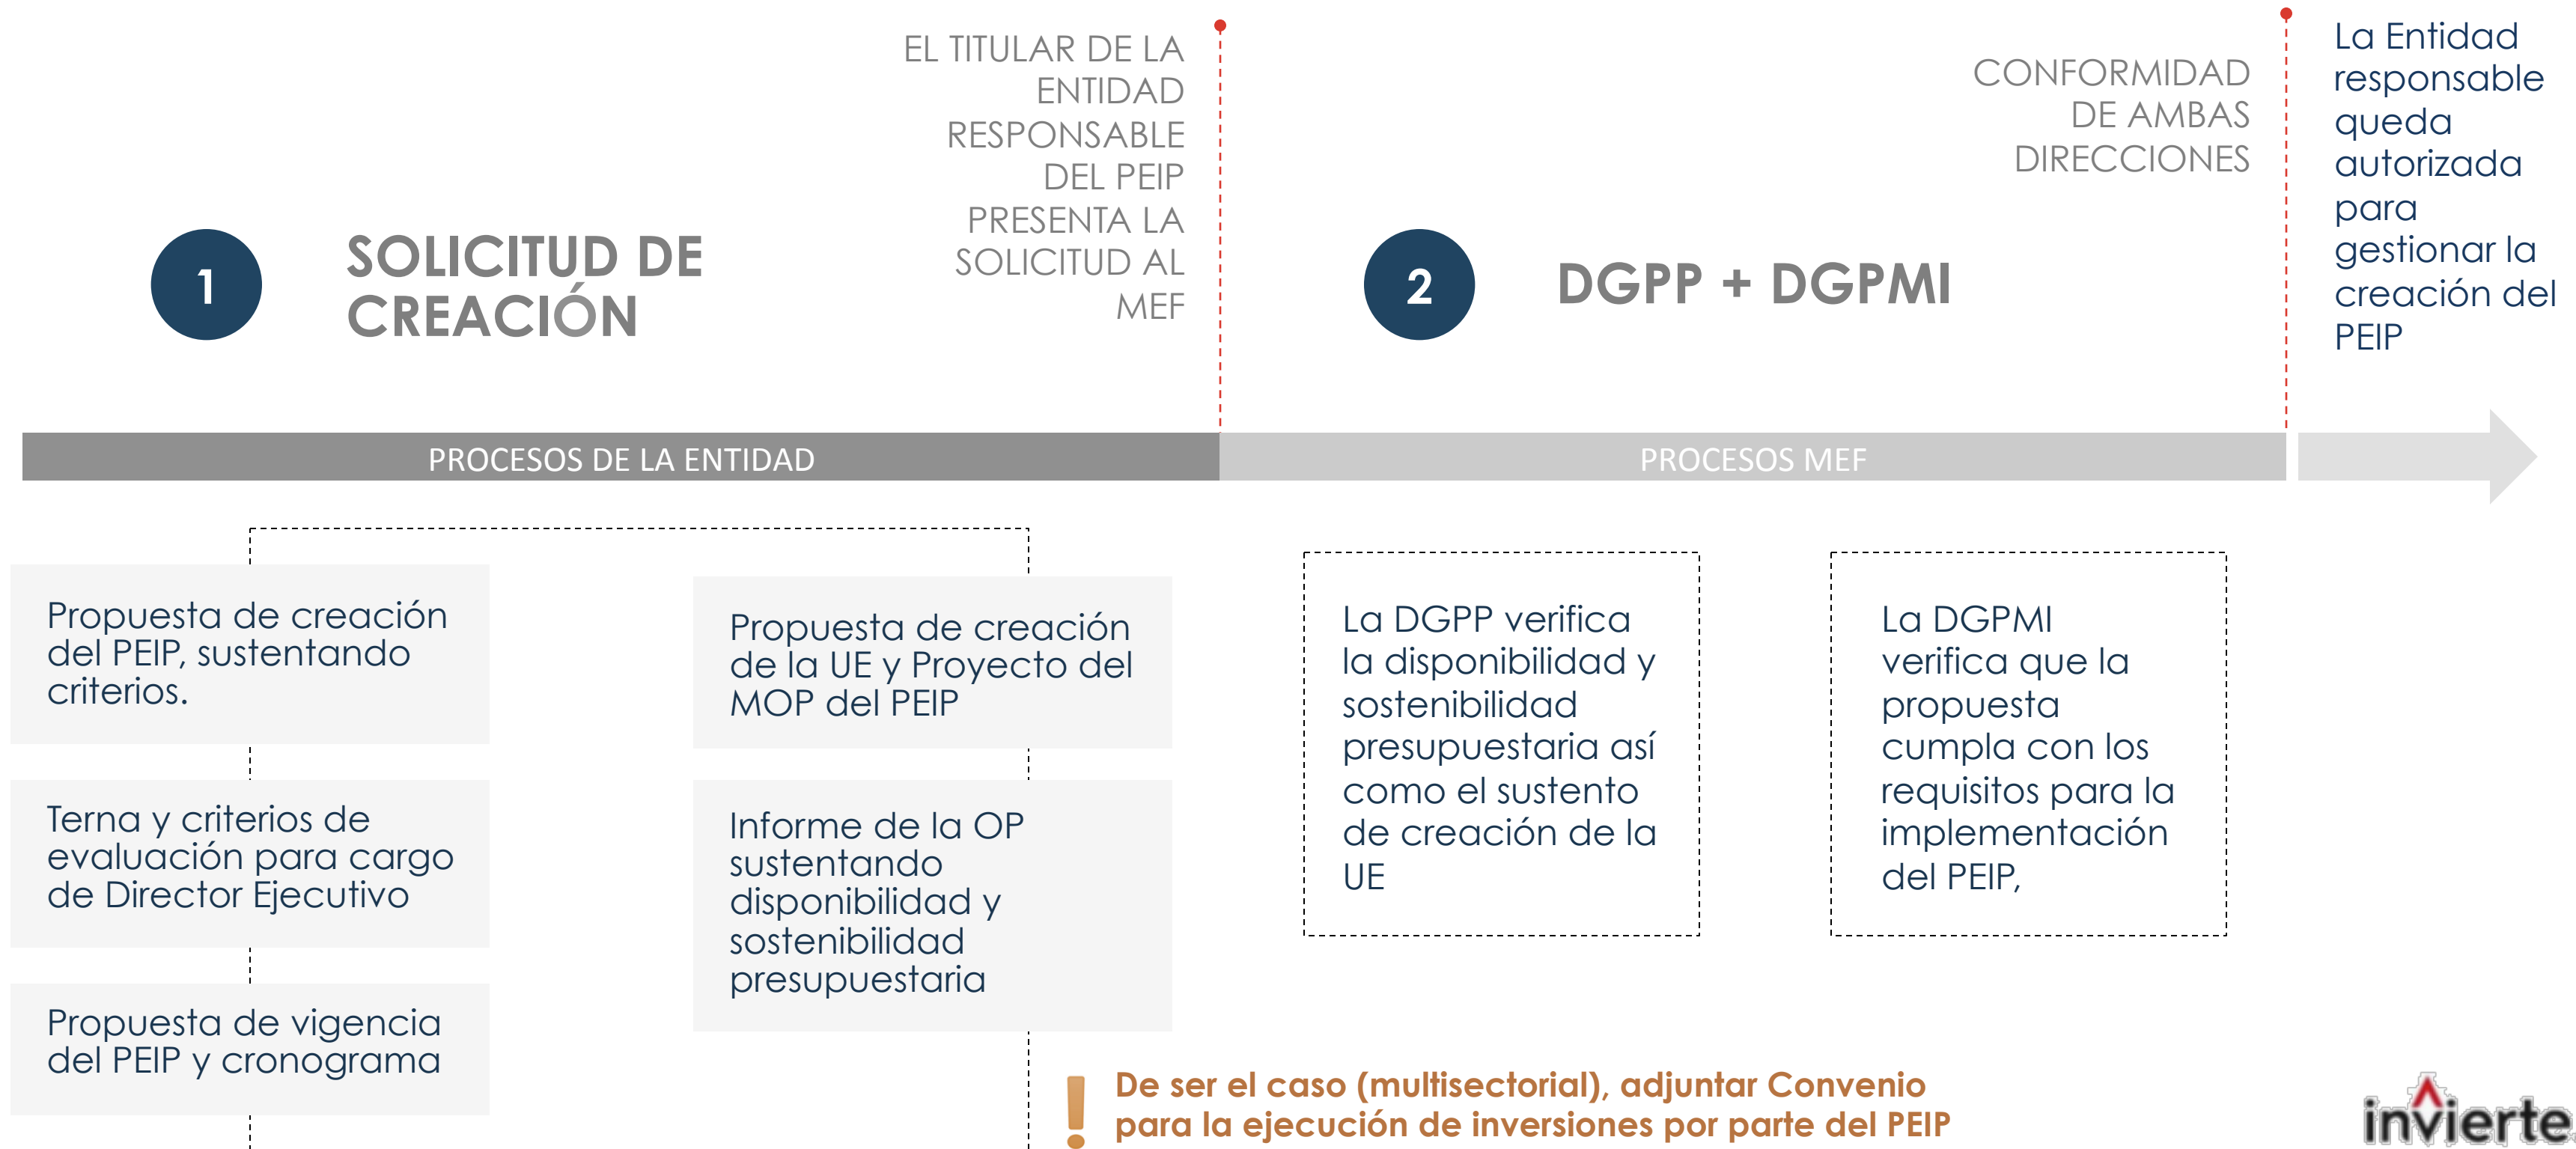 EL TITULAR DE LA
ENTIDAD
RESPONSABLE
DEL PEIP
PRESENTA LA
SOLICITUD AL
MEF
CONFORMIDAD
DE AMBAS
DIRECCIONES
La Entidad
responsable
queda
autorizada
para
gestionar la
creación del
PEIP
1
SOLICITUD DE
CREACIÓN
2
DGPP + DGPMI
PROCESOS DE LA ENTIDAD
PROCESOS MEF
Propuesta de creación
del PEIP, sustentando
criterios.
Terna y criterios de
evaluación para cargo
de Director Ejecutivo
Propuesta de vigencia
del PEIP y cronograma
Propuesta de creación
de la UE y Proyecto del
MOP del PEIP
Informe de la OP
sustentando
disponibilidad y
sostenibilidad
presupuestaria
La DGPP verifica
la disponibilidad y
sostenibilidad
presupuestaria así
como el sustento
de creación de la
UE
La DGPMI
verifica que la
propuesta
cumpla con los
requisitos para la
implementación
del PEIP,
! De ser el caso (multisectorial), adjuntar Convenio
para la ejecución de inversiones por parte del PEIP
invierte